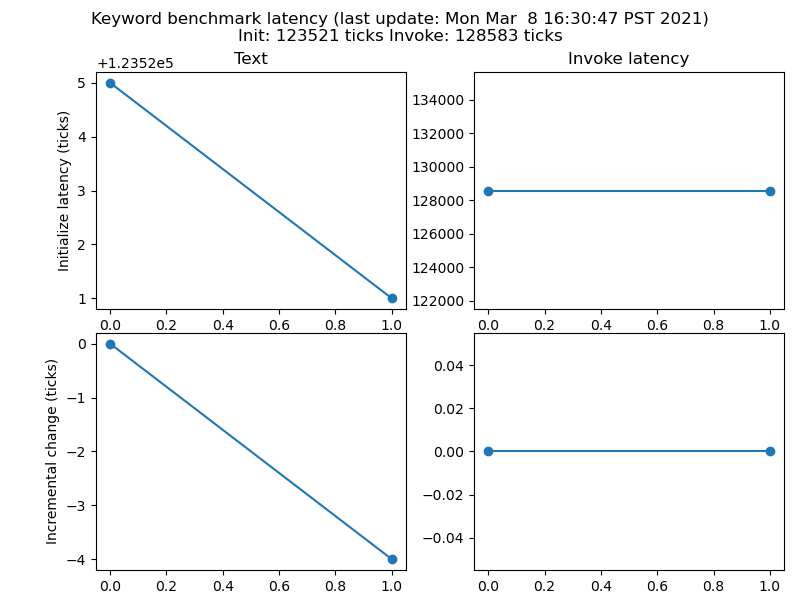 Keyword benchmark latency (last update: Mon Mar  8 16:30:47 PST 2021)
Init: 123521 ticks Invoke: 128583 ticks
Text
Invoke latency
+1.2352e5
Initialize latency (ticks)
5
4
3
2
1
0.0 0.2 0.4 0.6 0.8 1.0
134000
132000
130000
128000
126000
124000
122000
0.0 0.2 0.4 0.6 0.8 1.0
Incremental change (ticks)
0
−1
−2
−3
−4
0.0 0.2 0.4 0.6 0.8 1.0
0.04
0.02
0.00
−0.02
−0.04
0.0 0.2 0.4 0.6 0.8 1.0